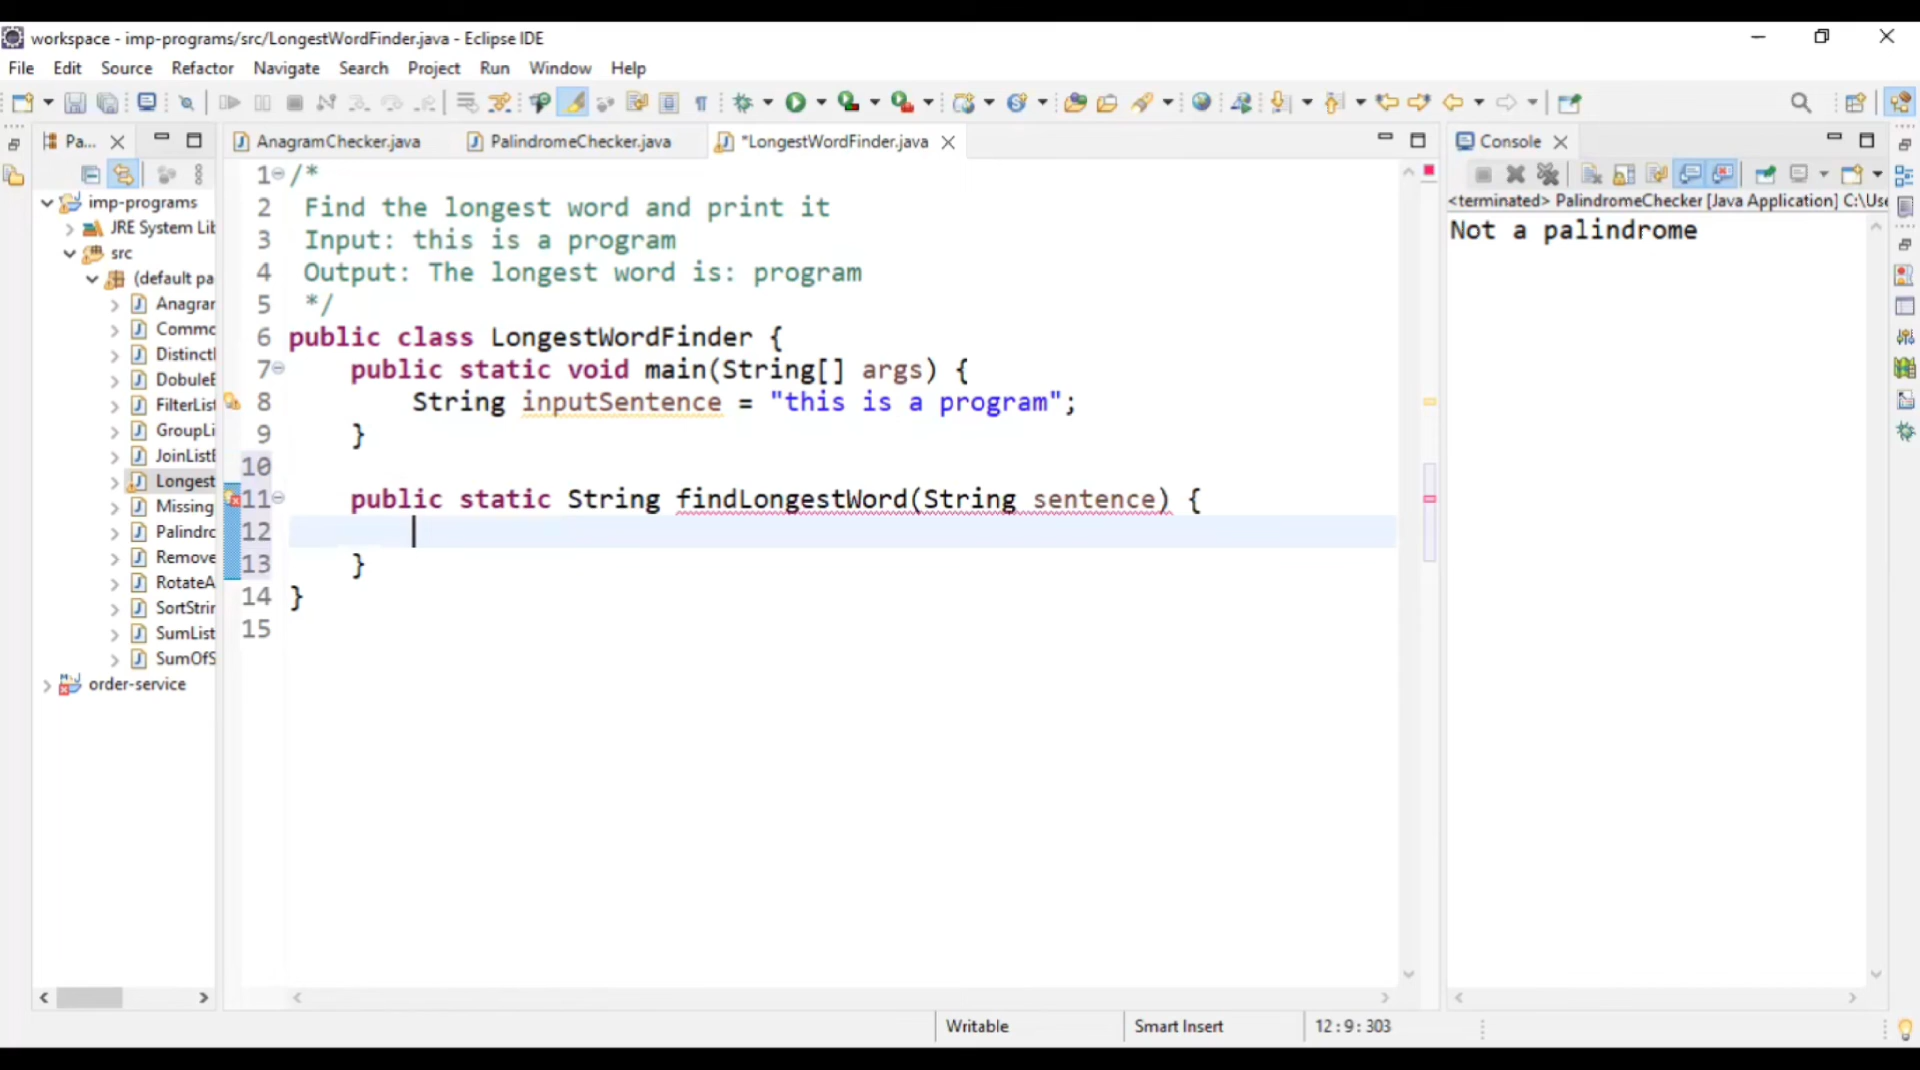 workspace - imp-programs/src/LongestWordFinder.java - Eclipse IDE
File Edit Source Refactor Navigate Search Project Run Window Help
Pa...
AnagramChecker.java
PalindromeChecker.java
*LongestWordFinder.java
imp-programs
JRE System Lib
src
(default pa
Anagrar
Commo
Distinctl
DobuleE
FilterList
GroupLi
JoinListE
Longest
Missing
Palindro
Remove
RotateA
SortStrir
SumList
SumOfS
order-service
1 /*
2 Find the longest word and print it
3 Input: this is a program
4 Output: The longest word is: program
5 */
6 public class LongestWordFinder {
7 public static void main(String[] args) {
8 String inputSentence = "this is a program";
9 }
10
11 public static String findLongestWord(String sentence) {
12
13 }
14 }
15
Console
<terminated> PalindromeChecker [Java Application] C:\Use
Not a palindrome
Writable
Smart Insert
12 : 9 : 303